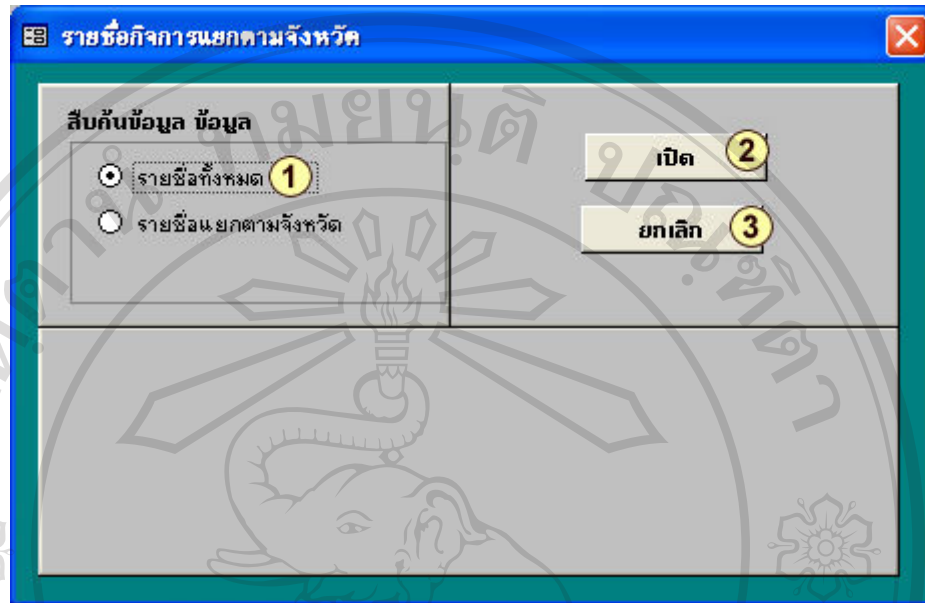 รายชื่อกิจการแยกตามจังหวัด
สืบค้นข้อมูล ข้อมูล
รายชื่อทั้งหมด 1
รายชื่อแยกตามจังหวัด
เปิด 2
ยกเลิก 3